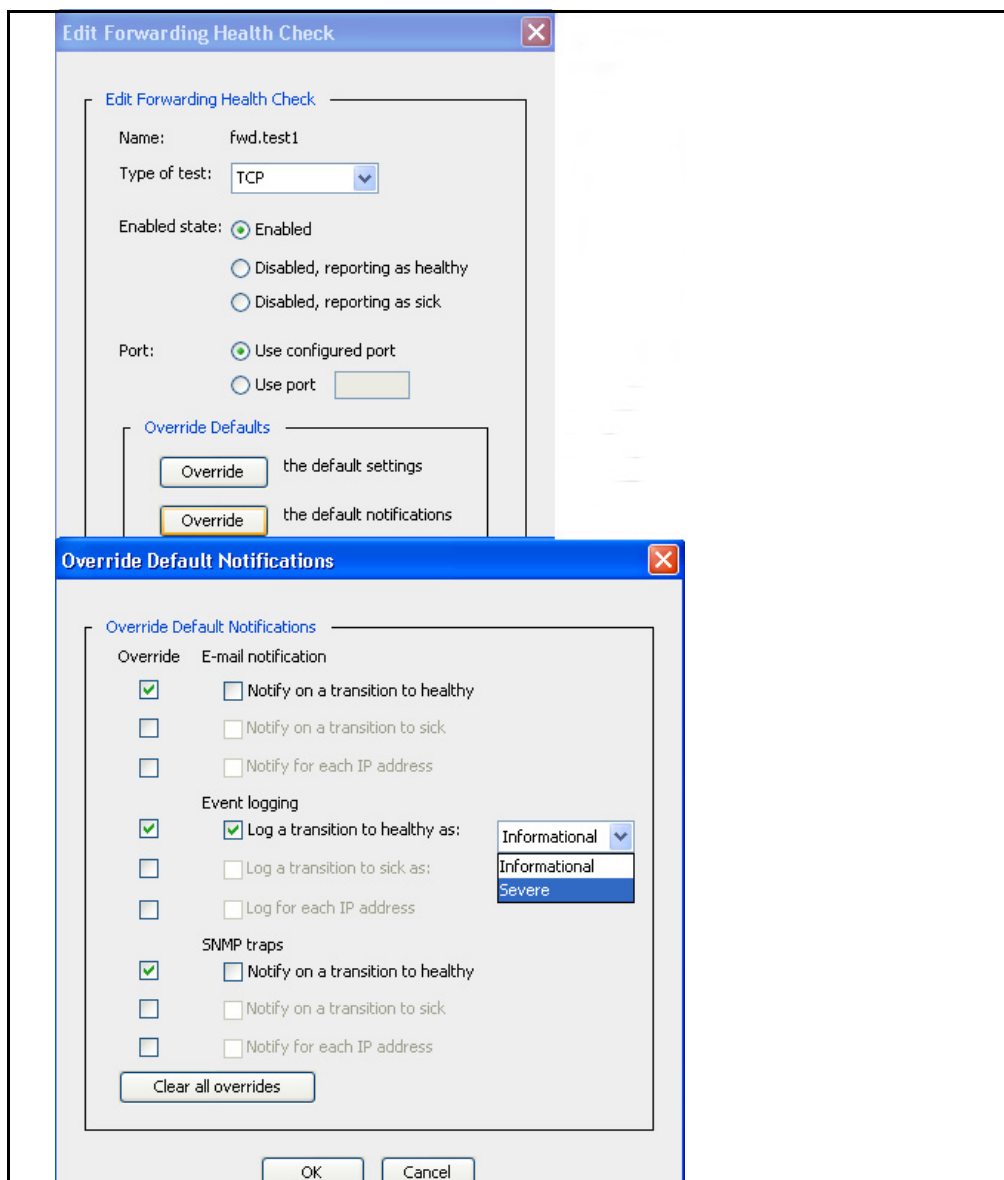 Edit Forwarding Health Check
Edit Forwarding Health Check
Name: fwd.test1
Type of test: TCP
Enabled state: Enabled
Disabled, reporting as healthy
Disabled, reporting as sick
Port: Use configured port
Use port
Override Defaults
Override the default settings
Override the default notifications
Override Default Notifications
Override Default Notifications
Override E-mail notification
Notify on a transition to healthy
Notify on a transition to sick
Notify for each IP address
Event logging
Log a transition to healthy as: Informational
Informational
Log a transition to sick as:
Severe
Log for each IP address
SNMP traps
Notify on a transition to healthy
Notify on a transition to sick
Notify for each IP address
Clear all overrides
OK Cancel